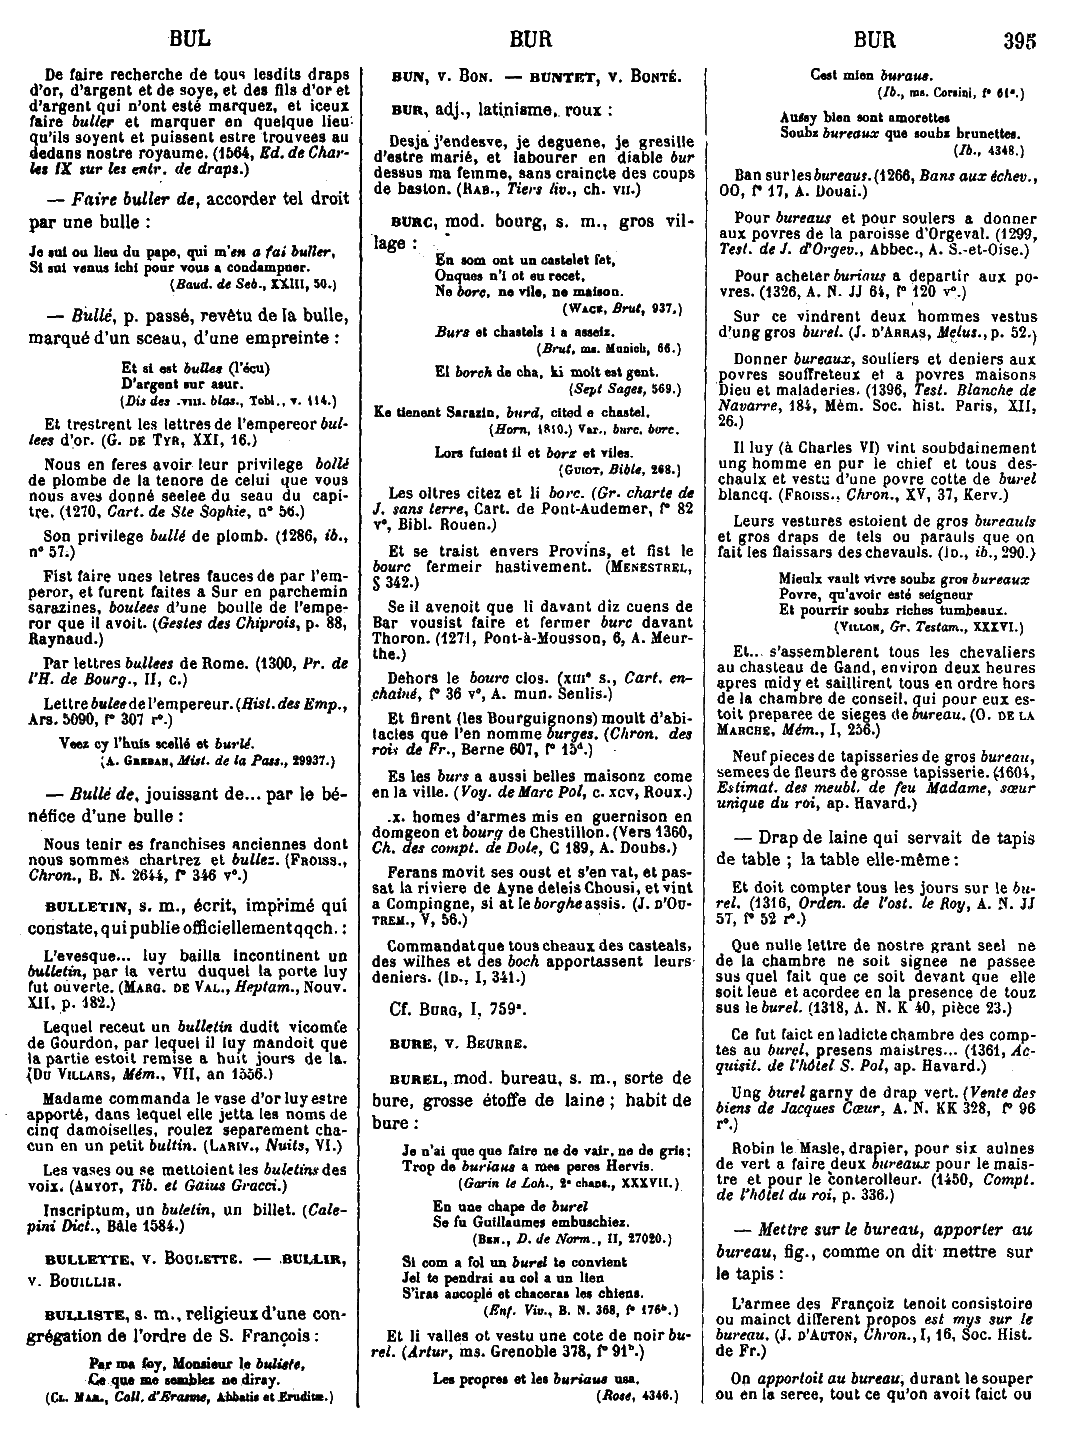 BUL
BUR
BUR
395
De faire recherche de tous lesdits draps
d'or, d'argent et de soye, et des fils d'or et
d'argent qui n'ont esté marquez, et iceux
faire buller et marquer en quelque lieu
qu'ils soyent et puissent estre trouvees au
dedans nostre royaume. (1564, Ed. de Char-
les IX sur les entr. de draps.)
— Faire buller de, accorder tel droit
par une bulle :
Je sui ou lieu du pape, qui m'en a fai buller,
Si sui venus ichi pour vous a condampner.
(Baud. de Seb., XXIII, 50.)
— Bullé, p. passé, revêtu de la bulle,
marqué d'un sceau, d'une empreinte :
Et si est bulles (l'écu)
D'argent sur asur.
(Dis des .VIII. blas., Tobl., v. 114.)
Et trestrent les lettres de l'empereor bul-
lees d'or. (G. DE TYR, XXI, 16.)
Nous en feres avoir leur privilege bollé
de plombe de la tenore de celui que vous
nous aves donné seelee du seau du capi-
tre. (1270, Cart. de Ste Sophie, n° 56.)
Son privilege bullé de plomb. (1286, ib.,
n° 57.)
Fist faire unes letres fauces de par l'em-
peror, et furent faites a Sur en parchemin
sarazines, boulees d'une boulle de l'empe-
ror que il avoit. (Gestes des Chiprois, p. 88,
Raynaud.)
Par lettres bullees de Rome. (1300, Pr. de
l'H. de Bourg., II, c.)
Lettre bulee de l'empereur. (Hist. des Emp.,
Ars. 5090, f° 307 r°.)
Veez cy l'huis scellé et burlé.
(A. GREBAN, Mist. de la Pass., 29937.)
— Bullé de, jouissant de... par le bé-
néfice d'une bulle :
Nous tenir es franchises anciennes dont
nous sommes chartrez et bullez. (FROISS.,
Chron., B. N. 2644, f° 346 v°.)
BULLETIN, s. m., écrit, imprimé qui
constate, qui publie officiellement qqch. :
L'evesque... luy bailla incontinent un
bulletin, par la vertu duquel la porte luy
fut ouverte. (MARG. DE VAL., Heptam., Nouv.
XII, p. 182.)
Lequel receut un bulletin dudit vicomte
de Gourdon, par lequel il luy mandoit que
la partie estoit remise a huit jours de la.
(DU VILLARS, Mém., VII, an 1556.)
Madame commanda le vase d'or luy estre
apporté, dans lequel elle jetta les noms de
cinq damoiselles, roulez separement cha-
cun en un petit bultin. (LARIV., Nuits, VI.)
Les vases ou se mettoient les buletins des
voix. (AMYOT, Tib. et Gaius Gracci.)
Inscriptum, un buletin, un billet. (Cale-
pini Dict., Bâle 1584.)
BULLETTE, v. BOULETTE. — BULLIR,
v. BOUILLIR.
BULLISTE, s. m., religieux d'une con-
grégation de l'ordre de S. François :
Par ma foy, Monsieur le buliste,
Ce que me sembles ne diray.
(CL. MAR., Coll. d'Erasme, Abbatis et Eruditæ.)
BUN, v. BON. — BUNTET, v. BONTÉ.
BUR, adj., latinisme, roux :
Desja j'endesve, je deguene, je gresille
d'estre marié, et labourer en diable bur
dessus ma femme, sans craincte des coups
de baston. (RAB., Tiers liv., ch. VII.)
BURC, mod. bourg, s. m., gros vil-
lage :
En som ont un castelet fet,
Onques n'i ot eu recet,
Ne borc, ne vile, ne maison.
(WACE, Brut, 937.)
Burs et chastels i a asseiz.
(Brut, ms. Munich, 66.)
El borch de cha, ki molt est gent.
(Sept Sages, 569.)
Ke tienent Sarazin, burd, cited e chastel.
(Horn, 1810.) Var., burc, borc.
Lors fuient il et borz et viles.
(GUIOT, Bible, 268.)
Les oltres citez et li borc. (Gr. charte de
J. sans terre, Cart. de Pont-Audemer, f° 82
v°, Bibl. Rouen.)
Et se traist envers Provins, et fist le
bourc fermeir hastivement. (MENESTREL,
§ 342.)
Se il avenoit que li davant diz cuens de
Bar vousist faire et fermer burc davant
Thoron. (1271, Pont-à-Mousson, 6, A. Meur-
the.)
Dehors le bourc clos. (XIIIe s., Cart. en-
chainé, f° 36 v°, A. mun. Senlis.)
Et firent (les Bourguignons) moult d'abi-
tacles que l'en nomme burges. (Chron. des
rois de Fr., Berne 607, f° 15d.)
Es les burs a aussi belles maisonz come
en la ville. (Voy. de Marc Pol, c. XCV, Roux.)
.X. homes d'armes mis en guernison en
domgeon et bourg de Chestillon. (Vers 1360,
Ch. des compt. de Dole, C 189, A. Doubs.)
Ferans movit ses oust et s'en vat, et pas-
sat la riviere de Ayne deleis Chousi, et vint
a Compingne, si at le borghe assis. (J. D'OU-
TREM., V, 56.)
Commandat que tous cheaux des casteals,
des wilhes et des boch apportassent leurs
deniers. (ID., I, 341.)
Cf. BURG, I, 759a.
BURE, v. BEURRE.
BUREL, mod. bureau, s. m., sorte de
bure, grosse étoffe de laine ; habit de
bure :
Je n'ai que que faire ne de vair, ne de gris;
Trop de buriaus a mes peres Hervis.
(Garin le Loh., 2e chans., XXXVII.)
En une chape de burel
Se fu Guillaumes embuschiez.
(BEN., D. de Norm., II, 27020.)
Si com a fol un burel te convient
Jel te pendrai au col a un lien
S'iras aucoplé et chaceras les chiens.
(Enf. Viv., B. N. 368, f° 176b.)
Et li valles ot vestu une cote de noir bu-
rel. (Artur, ms. Grenoble 378, f° 91b.)
Les propres et les buriaus usa.
(Rose, 4346.)
Cest mien buraus.
(Ib., ms. Corsini, f° 61a.)
Aussy bien sont amorettes
Soubz bureaux que soubz brunettes.
(Ib., 4348.)
Ban sur les bureaus. (1266, Bans aux échev.,
OO, f° 17, A. Douai.)
Pour bureaus et pour soulers a donner
aux povres de la paroisse d'Orgeval. (1299,
Test. de J. d'Orgev., Abbec., A. S.-et-Oise.)
Pour acheter buriaus a departir aux po-
vres. (1326, A. N. JJ 64, f° 120 v°.)
Sur ce vindrent deux hommes vestus
d'ung gros burel. (J. D'ARRAS, Melus., p. 52.)
Donner bureaux, souliers et deniers aux
povres souffreteux et a povres maisons
Dieu et maladeries. (1396, Test. Blanche de
Navarre, 184, Mém. Soc. hist. Paris, XII,
26.)
Il luy (à Charles VI) vint soubdainement
ung homme en pur le chief et tous des-
chaulx et vestu d'une povre cotte de burel
blancq. (FROISS., Chron., XV, 37, Kerv.)
Leurs vestures estoient de gros bureauls
et gros draps de tels ou parauls que on
fait les flaissars des chevauls. (ID., ib., 290.)
Mieulx vault vivre soubz gros bureaux
Povre, qu'avoir esté seigneur
Et pourrir soubz riches tumbeaux.
(VILLON, Gr. Testam., XXXVI.)
Et... s'assemblerent tous les chevaliers
au chasteau de Gand, environ deux heures
apres midy et saillirent tous en ordre hors
de la chambre de conseil, qui pour eux es-
toit preparee de sieges de bureau. (O. DE LA
MARCHE, Mém., I, 256.)
Neuf pieces de tapisseries de gros bureau,
semees de fleurs de grosse tapisserie. (1604,
Estimat. des meubl. de feu Madame, sœur
unique du roi, ap. Havard.)
— Drap de laine qui servait de tapis
de table ; la table elle-même :
Et doit compter tous les jours sur le bu-
rel. (1316, Orden. de l'ost. le Roy, A. N. JJ
57, f° 52 r°.)
Que nulle lettre de nostre grant seel ne
de la chambre ne soit signee ne passee
sus quel fait que çe soit devant que elle
soit leue et acordee en la presence de touz
sus le burel. (1318, A. N. K 40, pièce 23.)
Ce fut faict en ladicte chambre des comp-
tes au burel, presens maistres... (1361, Ac-
quisit. de l'hôtel S. Pol, ap. Havard.)
Ung burel garny de drap vert. (Vente des
biens de Jacques Cœur, A. N. KK 328, f° 96
r°.)
Robin le Masle, drapier, pour six aulnes
de vert a faire deux bureaux pour le mais-
tre et pour le conterolleur. (1450, Compt.
de l'hôtel du roi, p. 336.)
— Mettre sur le bureau, apporter au
bureau, fig., comme on dit mettre sur
le tapis :
L'armee des Françoiz tenoit consistoire
ou mainct different propos est mys sur le
bureau. (J. D'AUTON, Chron., I, 16, Soc. Hist.
de Fr.)
On apportoit au bureau, durant le souper
ou en la seree, tout ce qu'on avoit faict ou